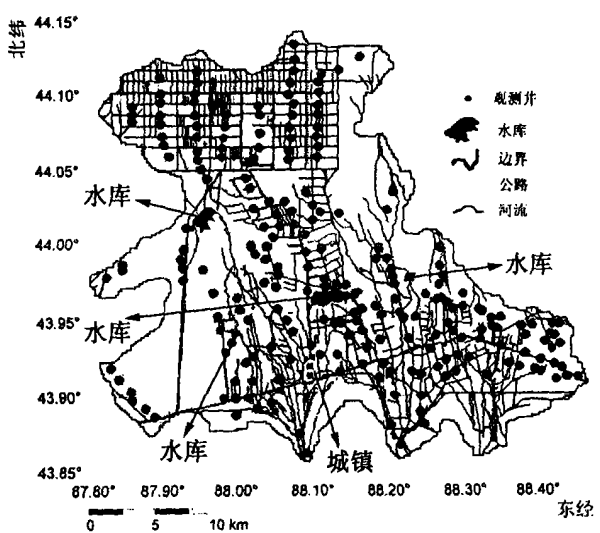 北纬
44.15°
44.10°
44.05°
44.00°
43.95°
43.90°
43.80°
43.85°
观测井
水库
边界
公路
河流
水库
水库
水库
水库
城镇
87.80° 87.90° 88.00° 88.10° 88.20° 88.30° 88.40°
东经
0 5 10 km